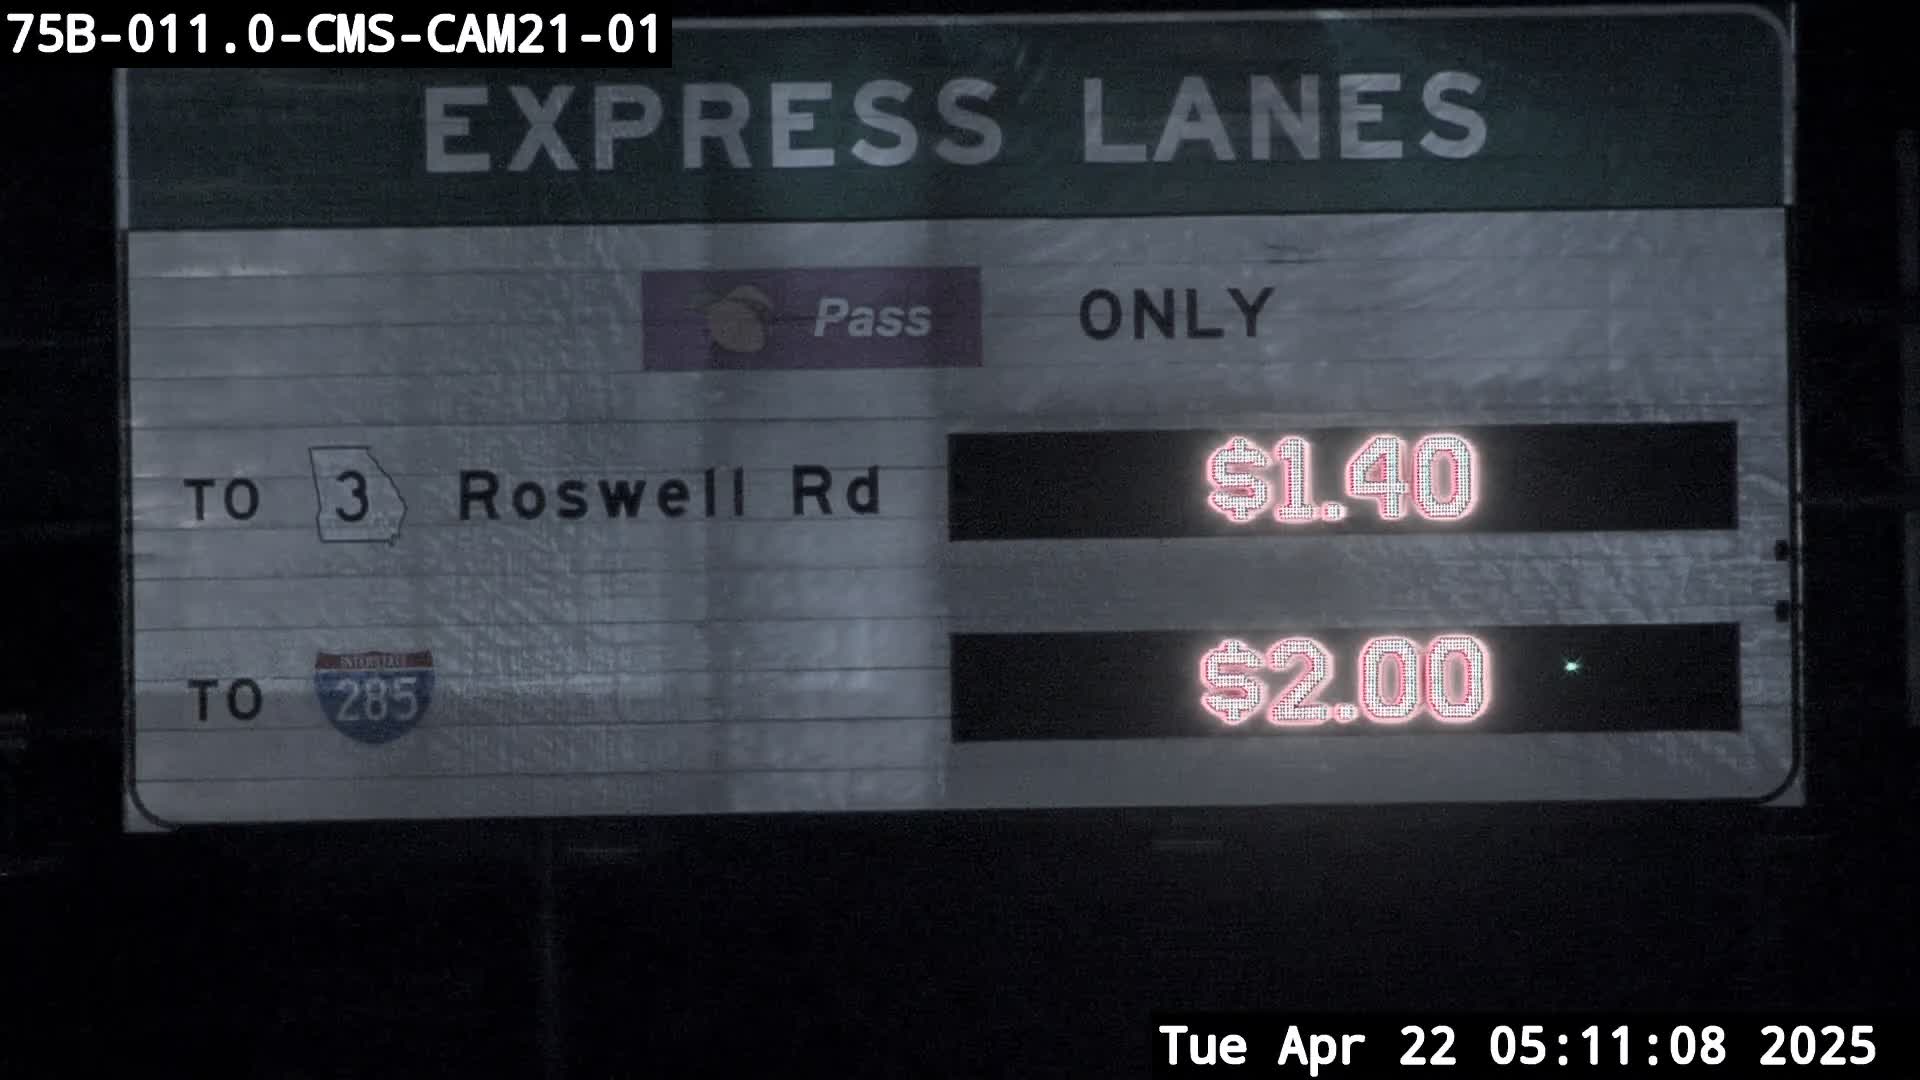 75B-011.0-CMS-CAM21-01
EXPRESS LANES
Pass ONLY
TO 3 Roswell Rd $1.40
INTERSTATE
TO 285 $2.00
Tue Apr 22 05:11:08 2025